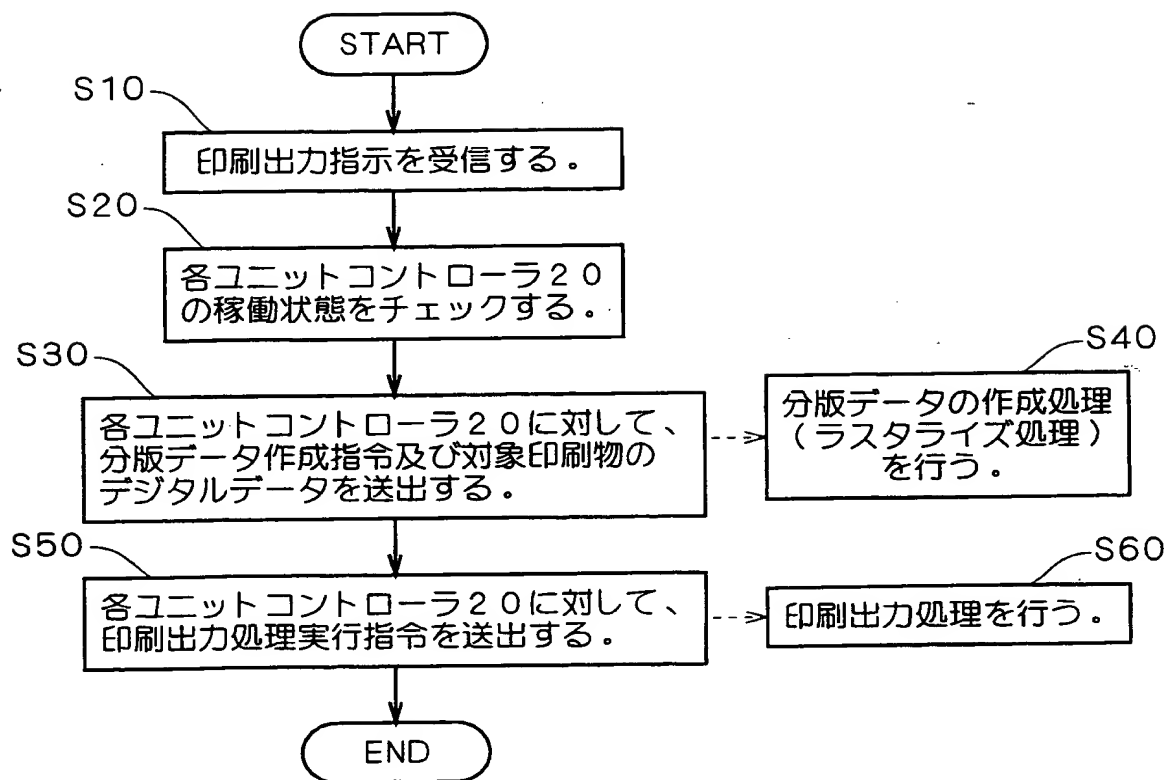 START
S10
印刷出力指示を受信する。
S20
各ユニットコントローラ20
の稼働状態をチェックする。
S30
各ユニットコントローラ20に対して、
分版データ作成指令及び対象印刷物の
デジタルデータを送出する。
S40
分版データの作成処理
(ラスタライズ処理)
を行う。
S50
各ユニットコントローラ20に対して、
印刷出力処理実行指令を送出する。
S60
印刷出力処理を行う。
END